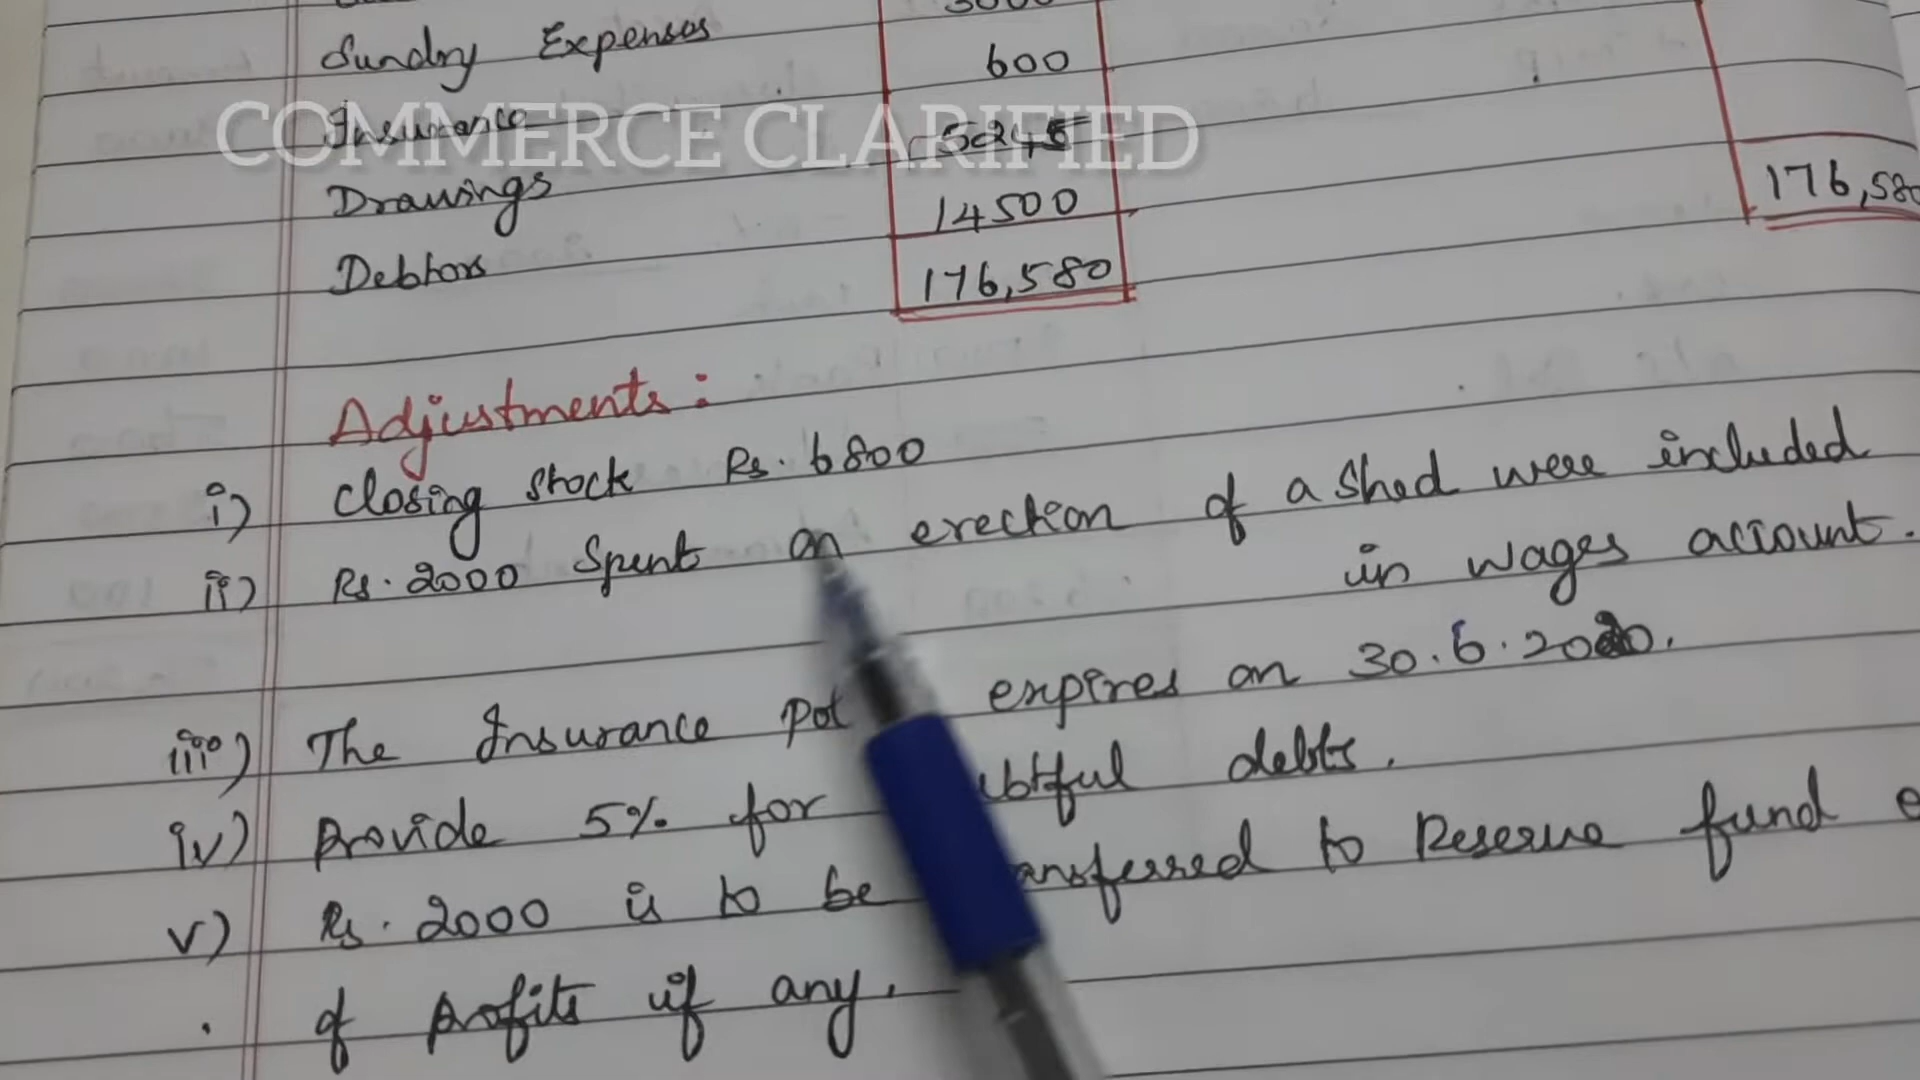 Sundry Expenses 600
COMMERCE CLARIFIED
Insurance 5245
Drawings 14500
Debtors 176,580
176,580
Adjustments:
i) closing stock Rs. 6800
ii) Rs. 2000 Spent on erection of a shed were included
in wages account.
iii) The Insurance expires on 30.6.2020.
iv) Provide 5% for debts.
v) Rs. 2000 is to be to Reserve fund
of profits if any.